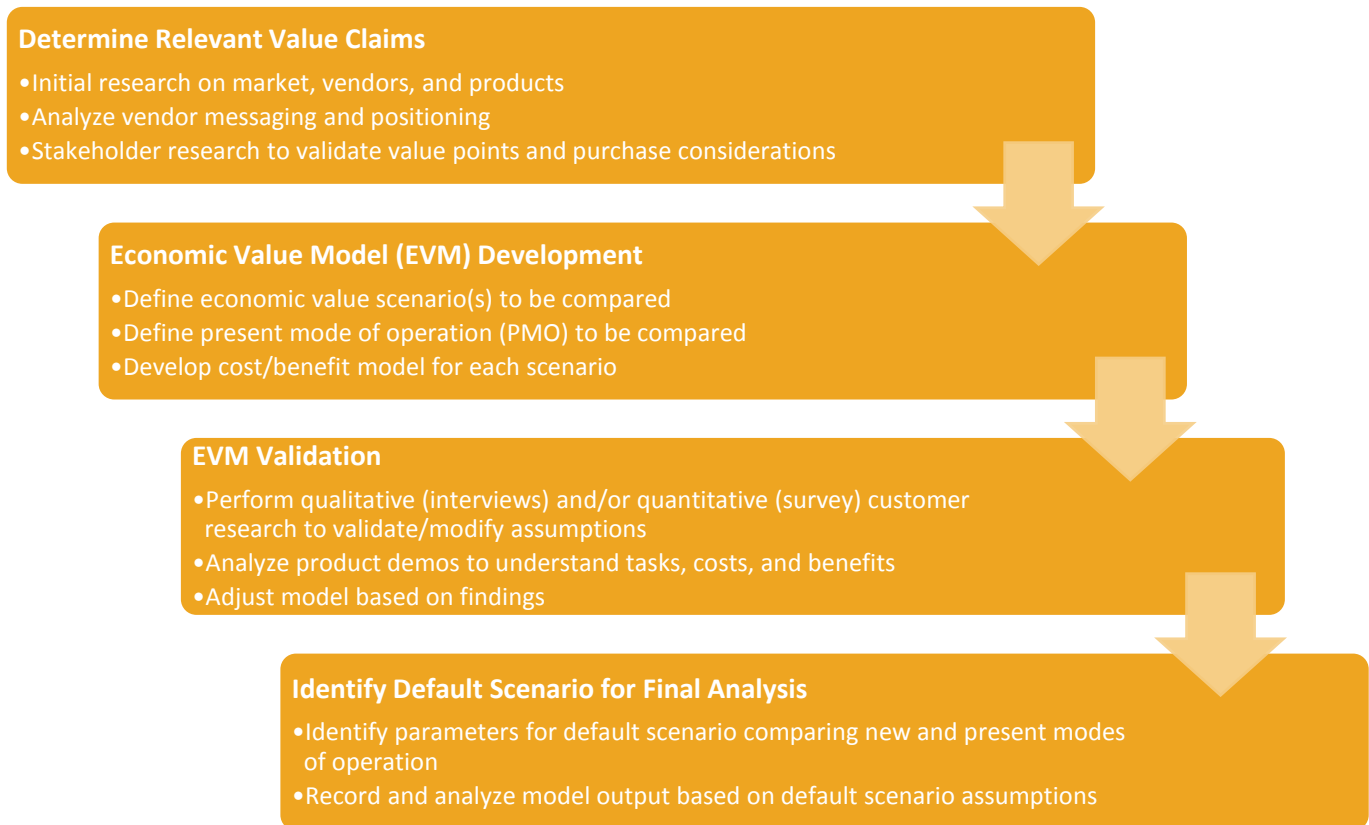 Determine Relevant Value Claims
•Initial research on market, vendors, and products
•Analyze vendor messaging and positioning
•Stakeholder research to validate value points and purchase considerations
Economic Value Model (EVM) Development
•Define economic value scenario(s) to be compared
•Define present mode of operation (PMO) to be compared
•Develop cost/benefit model for each scenario
EVM Validation
•Perform qualitative (interviews) and/or quantitative (survey) customer
research to validate/modify assumptions
•Analyze product demos to understand tasks, costs, and benefits
•Adjust model based on findings
Identify Default Scenario for Final Analysis
•Identify parameters for default scenario comparing new and present modes
of operation
•Record and analyze model output based on default scenario assumptions